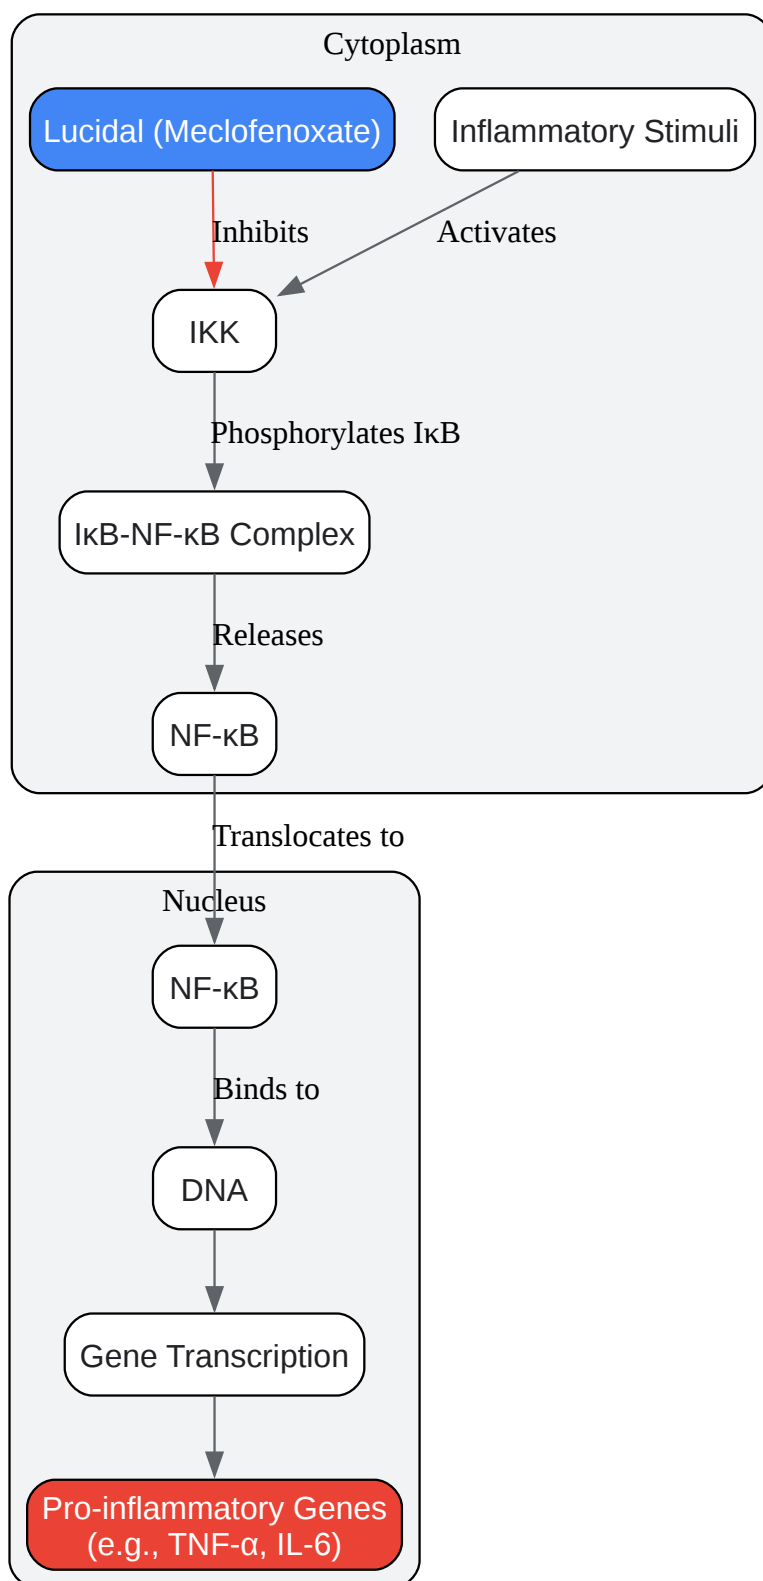 Cytoplasm
Lucidal (Meclofenoxate)
Inflammatory Stimuli
Inhibits
Activates
IKK
Phosphorylates IκB
IκB-NF-κB Complex
Releases
NF-κB
Translocates to
Nucleus
NF-κB
Binds to
DNA
Gene Transcription
Pro-inflammatory Genes
(e.g., TNF-α, IL-6)